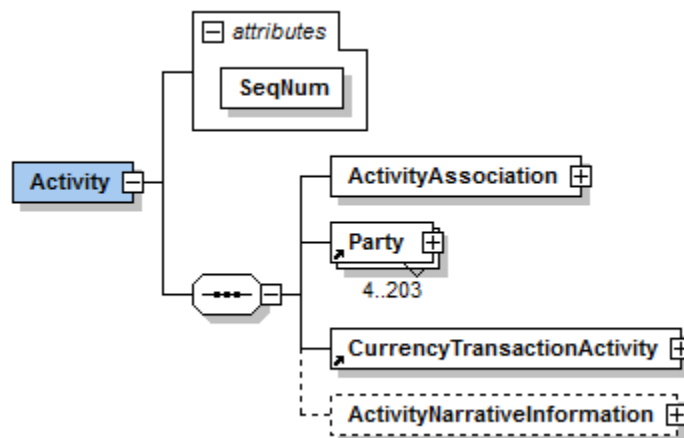 attributes
SeqNum
Activity
ActivityAssociation
Party
4..203
CurrencyTransactionActivity
ActivityNarrativeInformation